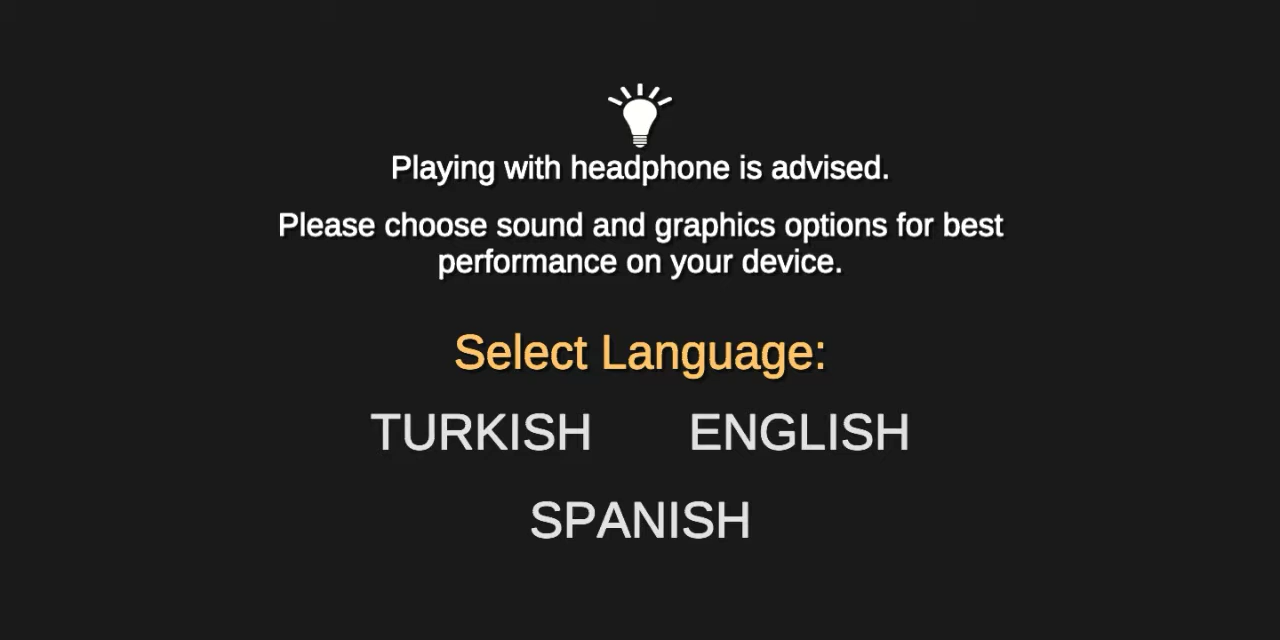 Playing with headphone is advised.
Please choose sound and graphics options for best
performance on your device.
Select Language:
TURKISH ENGLISH
SPANISH